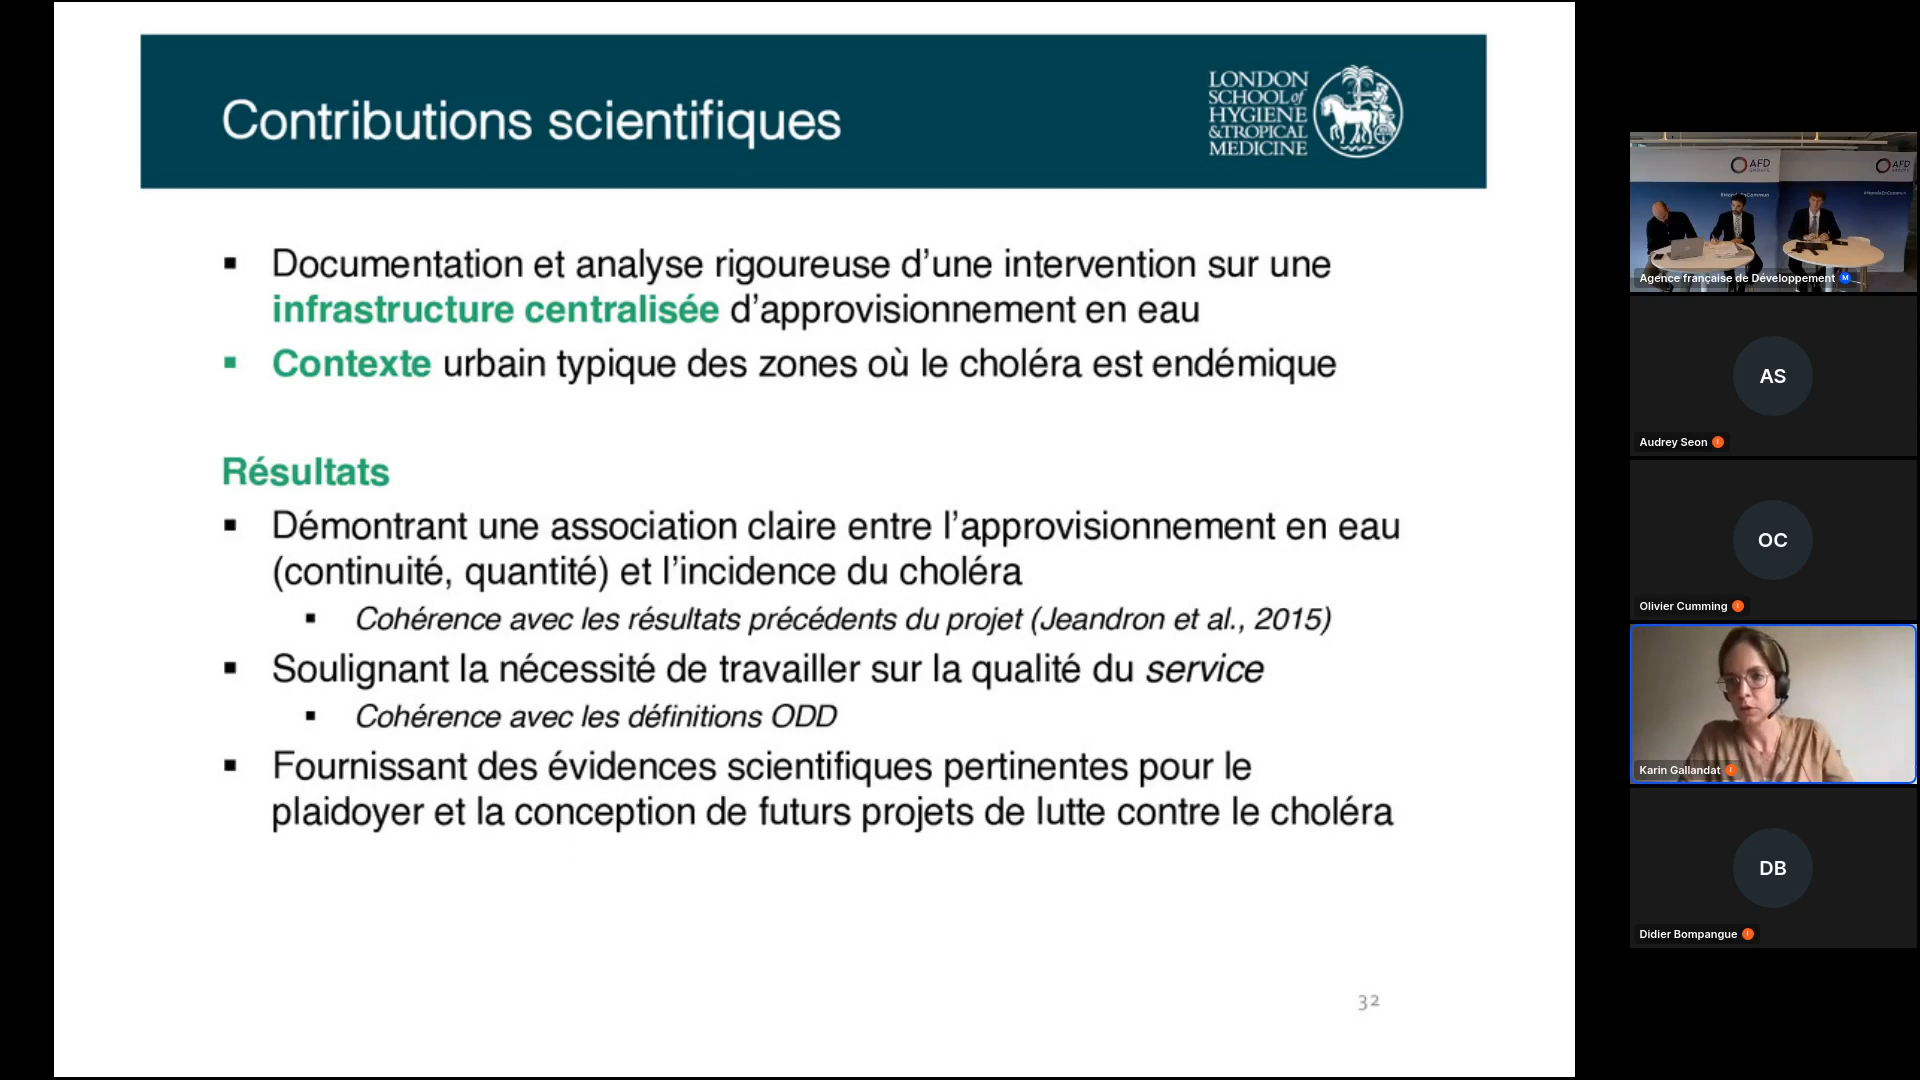 Contributions scientifiques
LONDON
SCHOOL of
HYGIENE
&TROPICAL
MEDICINE
▪ Documentation et analyse rigoureuse d’une intervention sur une
infrastructure centralisée d’approvisionnement en eau
▪ Contexte urbain typique des zones où le choléra est endémique
Résultats
▪ Démontrant une association claire entre l’approvisionnement en eau
(continuité, quantité) et l’incidence du choléra
▪ Cohérence avec les résultats précédents du projet (Jeandron et al., 2015)
▪ Soulignant la nécessité de travailler sur la qualité du service
▪ Cohérence avec les définitions ODD
▪ Fournissant des évidences scientifiques pertinentes pour le
plaidoyer et la conception de futurs projets de lutte contre le choléra
32
AFD
GROUPE
AFD
#MondeEnCommun
Agence française de Développement M
AS
Audrey Seon I
OC
Olivier Cumming I
Karin Gallandat I
DB
Didier Bompangue I